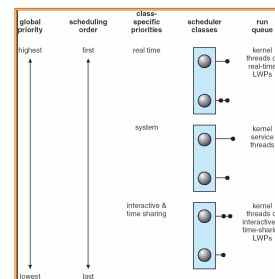 global priority
scheduling order
class-specific priorities
scheduler classes
run queue
highest
first
real time
kernel
threads
real-time
LWPs
system
kernel
service
threads
interactive &
time sharing
kernel
threads
interactive
time-shari
LWPs
lowest
last